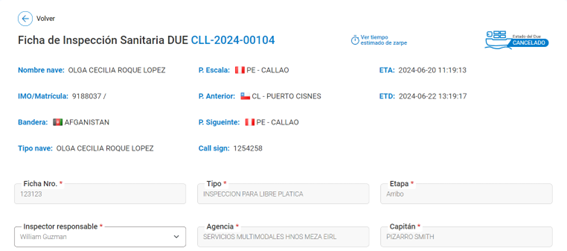 Volver
Ficha de Inspección Sanitaria DUE CLL-2024-00104
Ver tiempo
estimado de zarpe
Estado del Due
CANCELADO
Nombre nave: OLGA CECILIA ROQUE LOPEZ
P. Escala: PE - CALLAO
ETA: 2024-06-20 11:19:13
IMO/Matrícula: 9188037 /
P. Anterior: CL - PUERTO CISNES
ETD: 2024-06-22 13:19:17
Bandera: AFGANISTAN
P. Sigueinte: PE - CALLAO
Tipo nave: OLGA CECILIA ROQUE LOPEZ
Call sign: 1254258
Ficha Nro. *
123123
Tipo *
INSPECCION PARA LIBRE PLATICA
Etapa *
Arribo
Inspector responsable *
William Guzman
Agencia *
SERVICIOS MULTIMODALES HNOS MEZA EIRL
Capitán *
PIZARRO SMITH